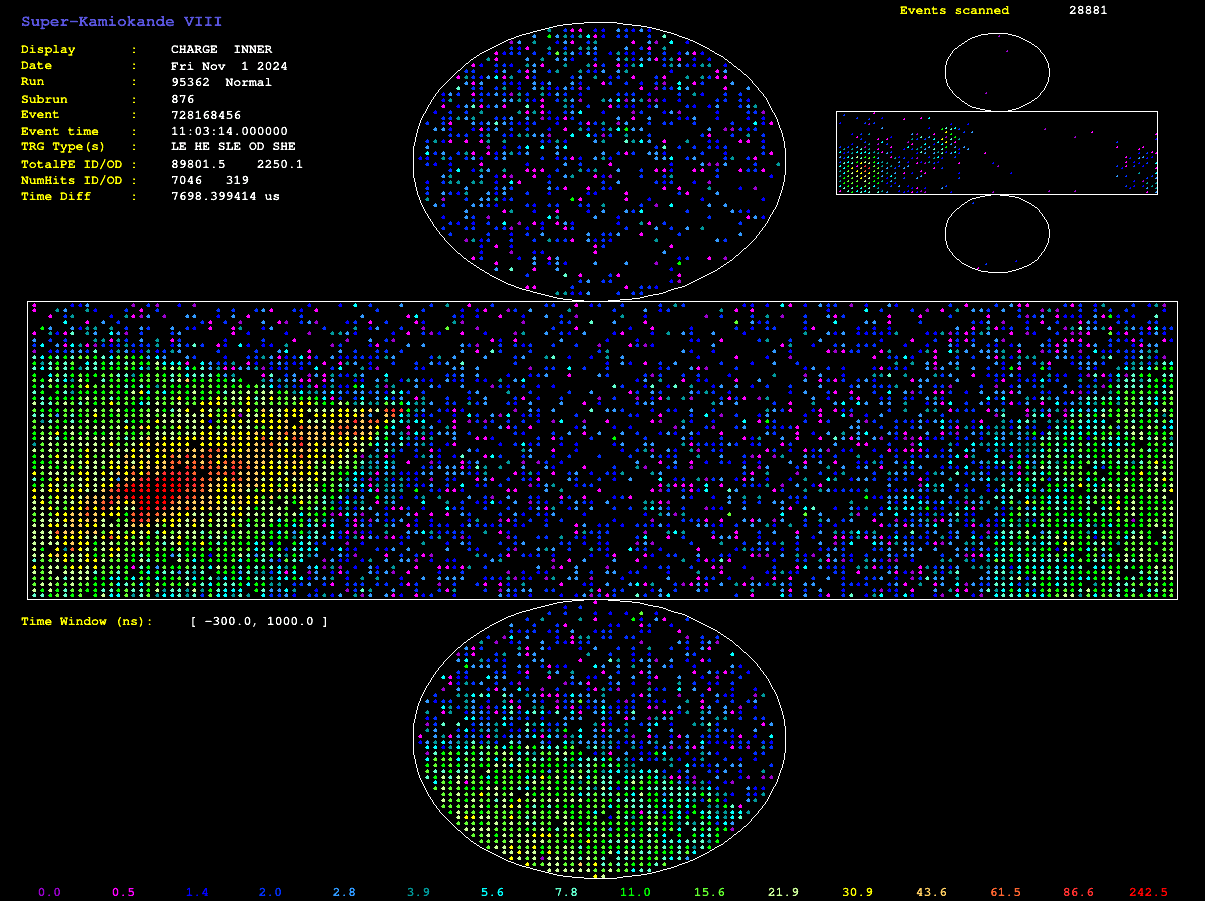 Super-Kamiokande VIII
Events scanned 28881
Display : CHARGE INNER
Date : Fri Nov 1 2024
Run : 95362 Normal
Subrun : 876
Event : 728168456
Event time : 11:03:14.000000
TRG Type(s) : LE HE SLE OD SHE
TotalPE ID/OD : 89801.5 2250.1
NumHits ID/OD : 7046 319
Time Diff : 7698.399414 us
Time Window (ns): [ -300.0, 1000.0 ]
0.0 0.5 1.4 2.0 2.8 3.9 5.6 7.8 11.0 15.6 21.9 30.9 43.6 61.5 86.6 242.5